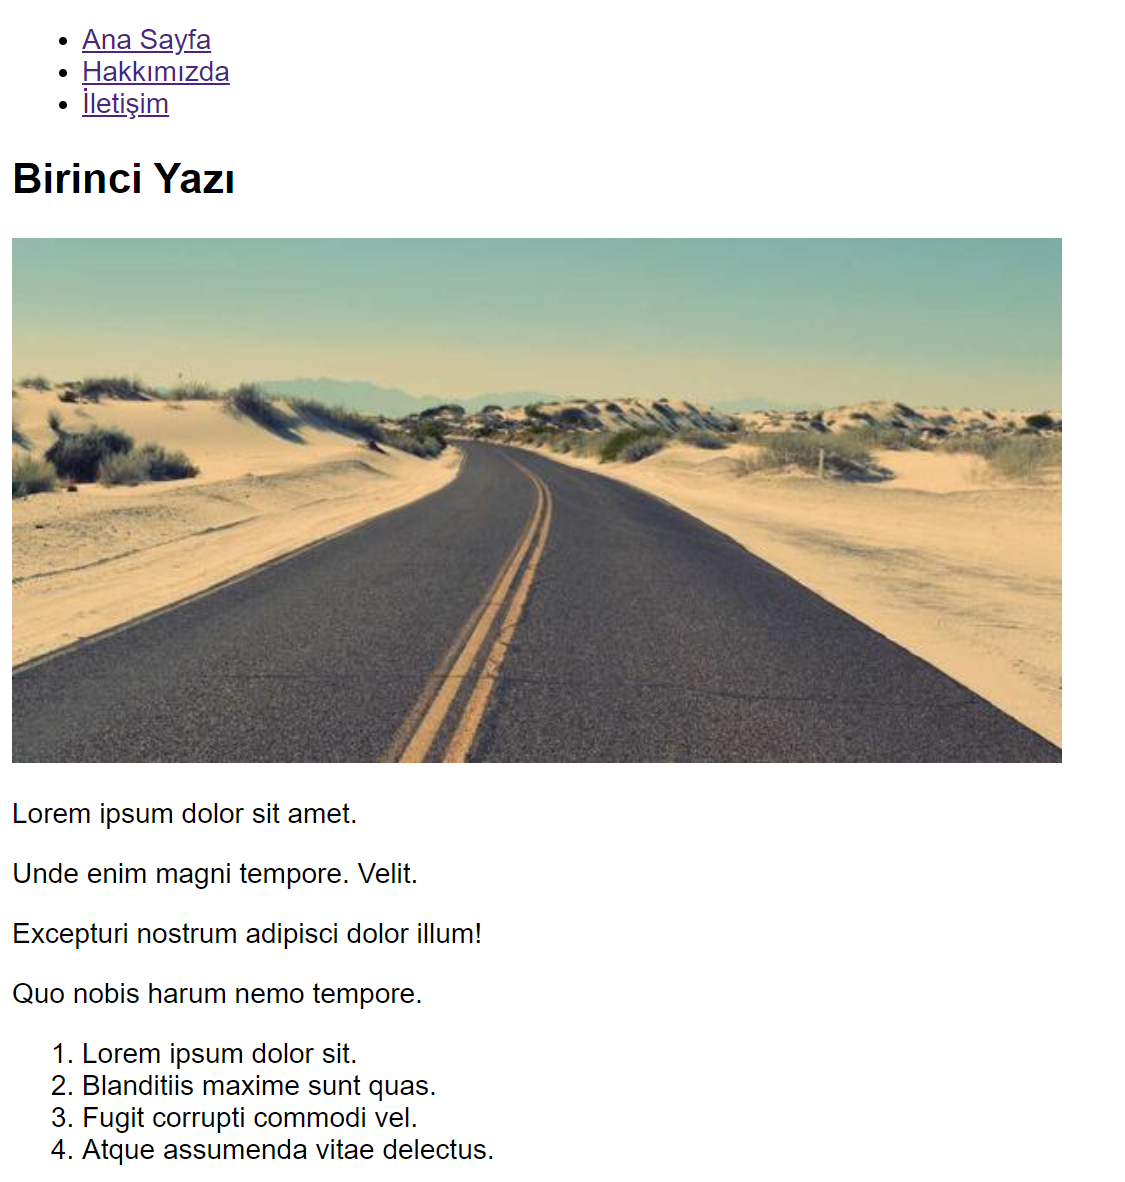 Ana Sayfa
Hakkımızda
İletişim
Birinci Yazı
Lorem ipsum dolor sit amet.
Unde enim magni tempore. Velit.
Excepturi nostrum adipisci dolor illum!
Quo nobis harum nemo tempore.
1. Lorem ipsum dolor sit.
2. Blanditiis maxime sunt quas.
3. Fugit corrupti commodi vel.
4. Atque assumenda vitae delectus.